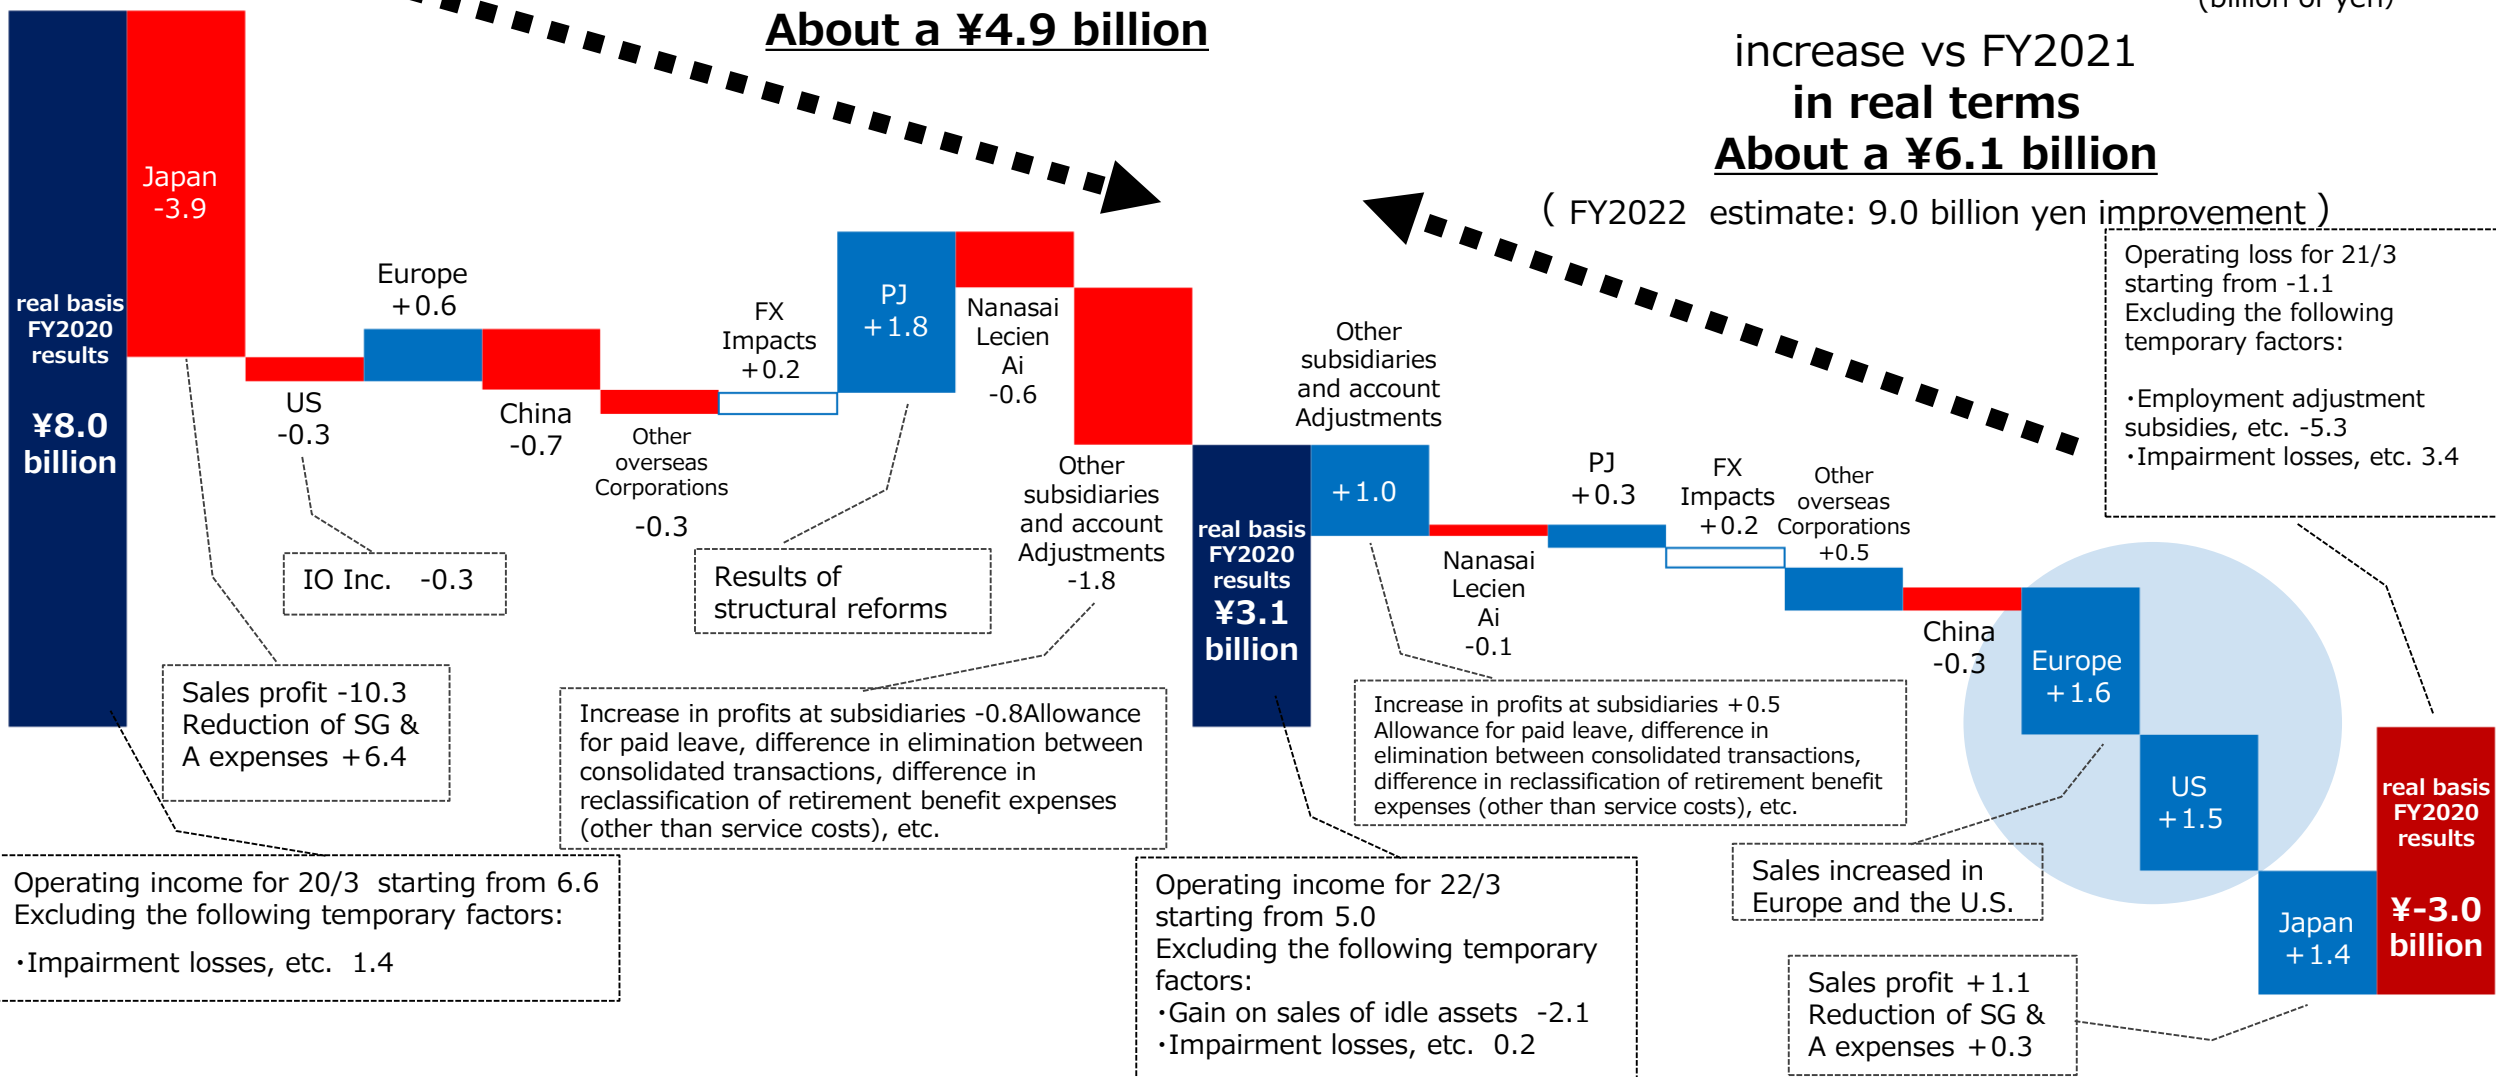 (billion of yen)
About a ¥4.9 billion
increase vs FY2021
in real terms
About a ¥6.1 billion
( FY2022 estimate: 9.0 billion yen improvement )
real basis
FY2020
results
¥8.0
billion
Japan
-3.9
US
-0.3
Europe
+0.6
China
-0.7
Other
overseas
Corporations
-0.3
FX
Impacts
+0.2
PJ
+1.8
Nanasai
Lecien
Ai
-0.6
Other
subsidiaries
and account
Adjustments
-1.8
real basis
FY2020
results
¥3.1
billion
Other
subsidiaries
and account
Adjustments
+1.0
Nanasai
Lecien
Ai
-0.1
PJ
+0.3
FX
Impacts
+0.2
Other
overseas
Corporations
+0.5
China
-0.3
Europe
+1.6
US
+1.5
Japan
+1.4
real basis
FY2020
results
¥-3.0
billion
Operating loss for 21/3
starting from -1.1
Excluding the following
temporary factors:
・Employment adjustment
subsidies, etc. -5.3
・Impairment losses, etc. 3.4
IO Inc. -0.3
Results of
structural reforms
Sales profit -10.3
Reduction of SG &
A expenses +6.4
Increase in profits at subsidiaries -0.8Allowance
for paid leave, difference in elimination between
consolidated transactions, difference in
reclassification of retirement benefit expenses
(other than service costs), etc.
Increase in profits at subsidiaries +0.5
Allowance for paid leave, difference in
elimination between consolidated transactions,
difference in reclassification of retirement benefit
expenses (other than service costs), etc.
Operating income for 20/3 starting from 6.6
Excluding the following temporary factors:
・Impairment losses, etc. 1.4
Operating income for 22/3
starting from 5.0
Excluding the following temporary
factors:
・Gain on sales of idle assets -2.1
・Impairment losses, etc. 0.2
Sales increased in
Europe and the U.S.
Sales profit +1.1
Reduction of SG &
A expenses +0.3